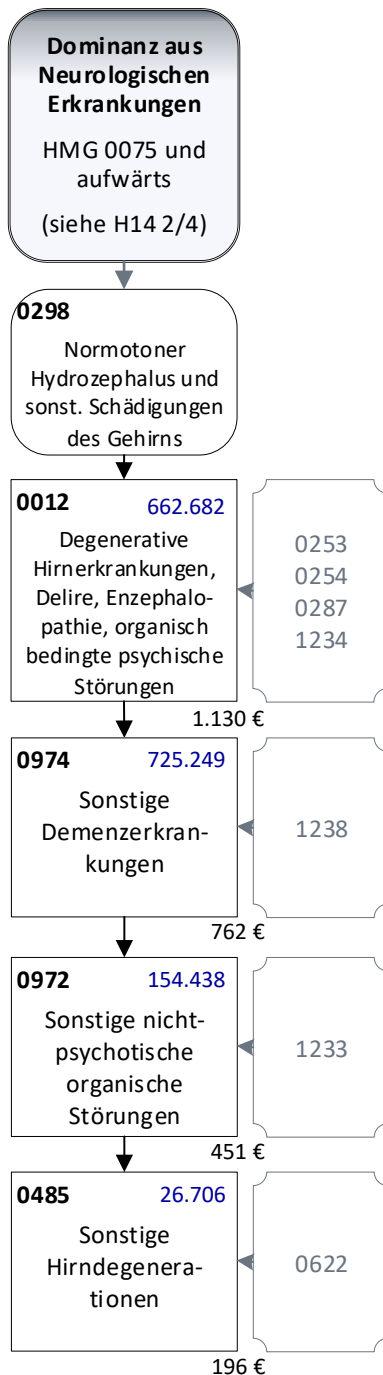 Dominanz aus
Neurologischen
Erkrankungen
HMG 0075 und
aufwärts
(siehe H14 2/4)
0298
Normotoner
Hydrozephalus und
sonst. Schädigungen
des Gehirns
0012 662.682
Degenerative
Hirnerkrankungen,
Delire, Enzephalo-
pathie, organisch
bedingte psychische
Störungen
0253
0254
0287
1234
1.130 €
0974 725.249
Sonstige
Demenzerkran-
kungen
1238
762 €
0972 154.438
Sonstige nicht-
psychotische
organische
Störungen
1233
451 €
0485 26.706
Sonstige
Hirndegenera-
tionen
0622
196 €